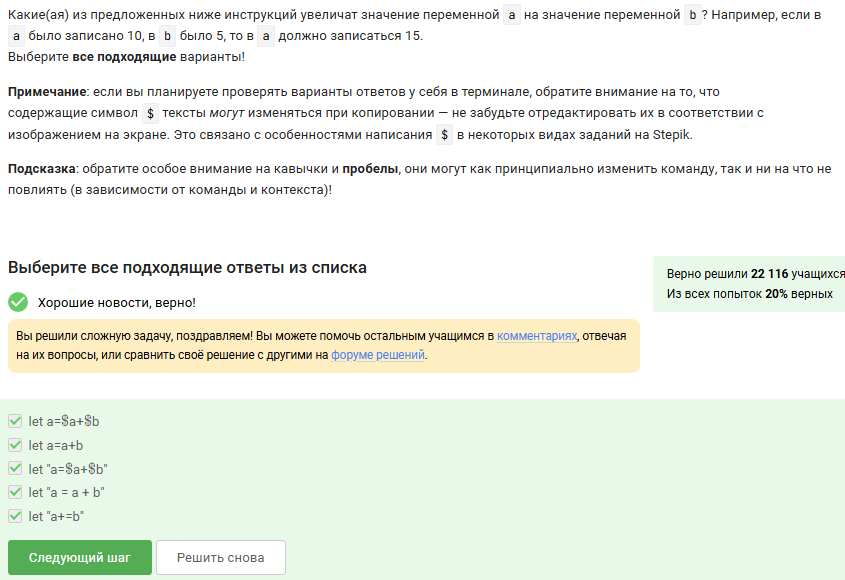 Какие(ая) из предложенных ниже инструкций увеличат значение переменной a на значение переменной b? Например, если в
a было записано 10, в b было 5, то в a должно записаться 15.
Выберите все подходящие варианты!
Примечание: если вы планируете проверять варианты ответов у себя в терминале, обратите внимание на то, что
содержащие символ $ тексты могут изменяться при копировании — не забудьте отредактировать их в соответствии с
изображением на экране. Это связано с особенностями написания $ в некоторых видах заданий на Stepik.
Подсказка: обратите особое внимание на кавычки и пробелы, они могут как принципиально изменить команду, так и ни на что не
повлиять (в зависимости от команды и контекста)!
Выберите все подходящие ответы из списка
Верно решили 22 116 учащихся
Из всех попыток 20% верных
Хорошие новости, верно!
Вы решили сложную задачу, поздравляем! Вы можете помочь остальным учащимся в комментариях, отвечая
на их вопросы, или сравнить своё решение с другими на форуме решений.
let a=$a+$b
let a=a+b
let "a=$a+$b"
let "a = a + b"
let "a+=b"
Следующий шаг
Решить снова